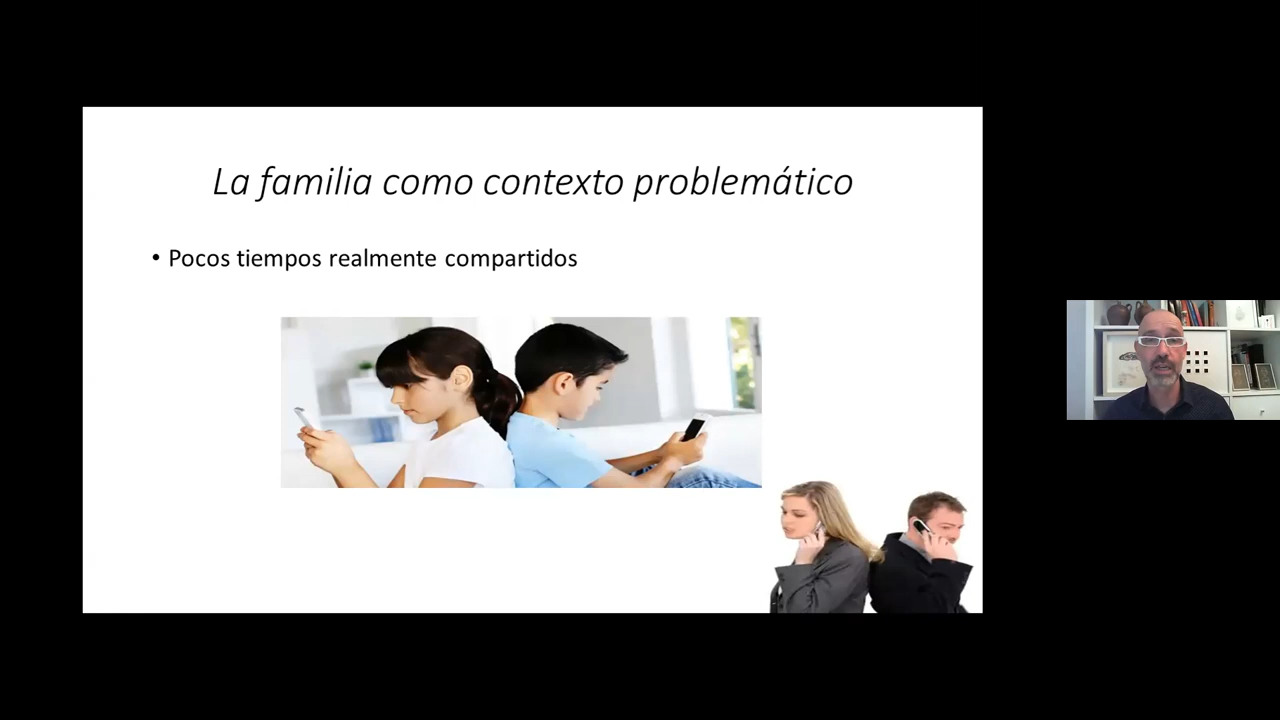 La familia como contexto problemático
• Pocos tiempos realmente compartidos